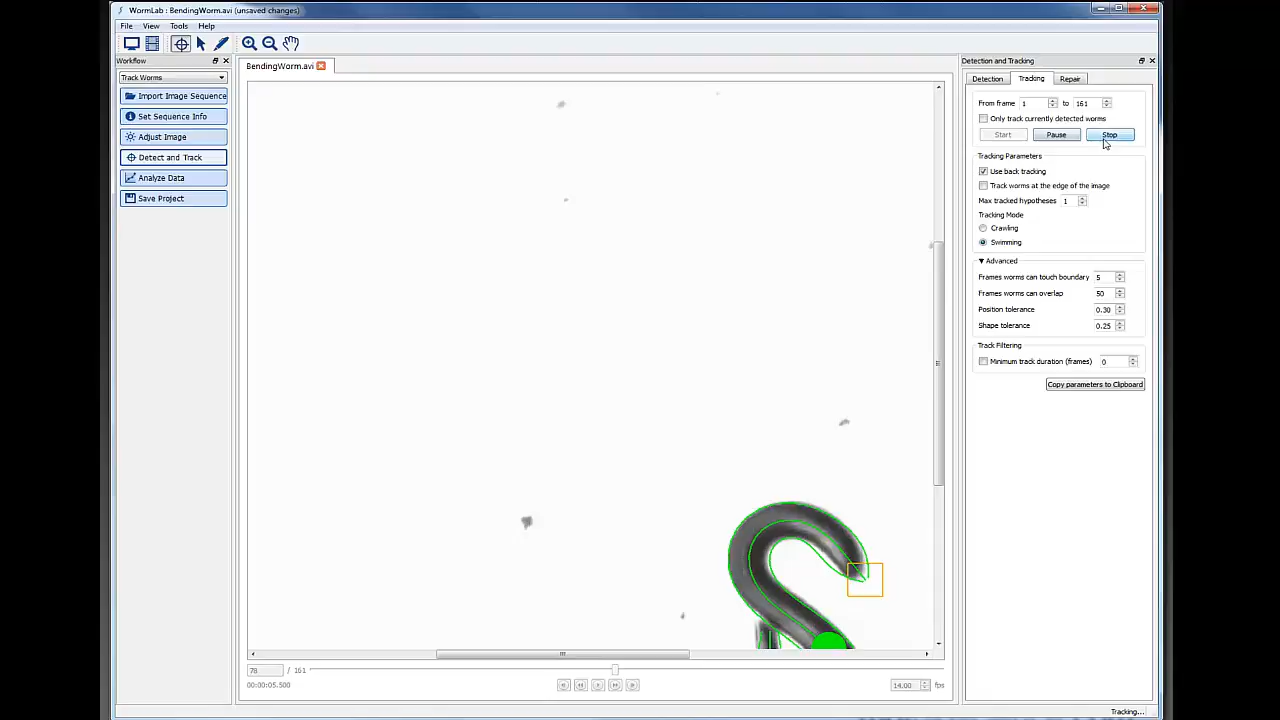 WormLab : BendingWorm.avi (unsaved changes)
File View Tools Help
Workflow
Track Worms
Import Image Sequence
Set Sequence Info
Adjust Image
Detect and Track
Analyze Data
Save Project
BendingWorm.avi
78 / 161
00:00:05.500
14.00 fps
Detection and Tracking
Detection Tracking Repair
From frame 1 to 161
Only track currently detected worms
Start Pause Stop
Tracking Parameters
Use back tracking
Track worms at the edge of the image
Max tracked hypotheses 1
Tracking Mode
Crawling
Swimming
Advanced
Frames worms can touch boundary 5
Frames worms can overlap 50
Position tolerance 0.30
Shape tolerance 0.25
Track Filtering
Minimum track duration (frames) 0
Copy parameters to Clipboard
Tracking...